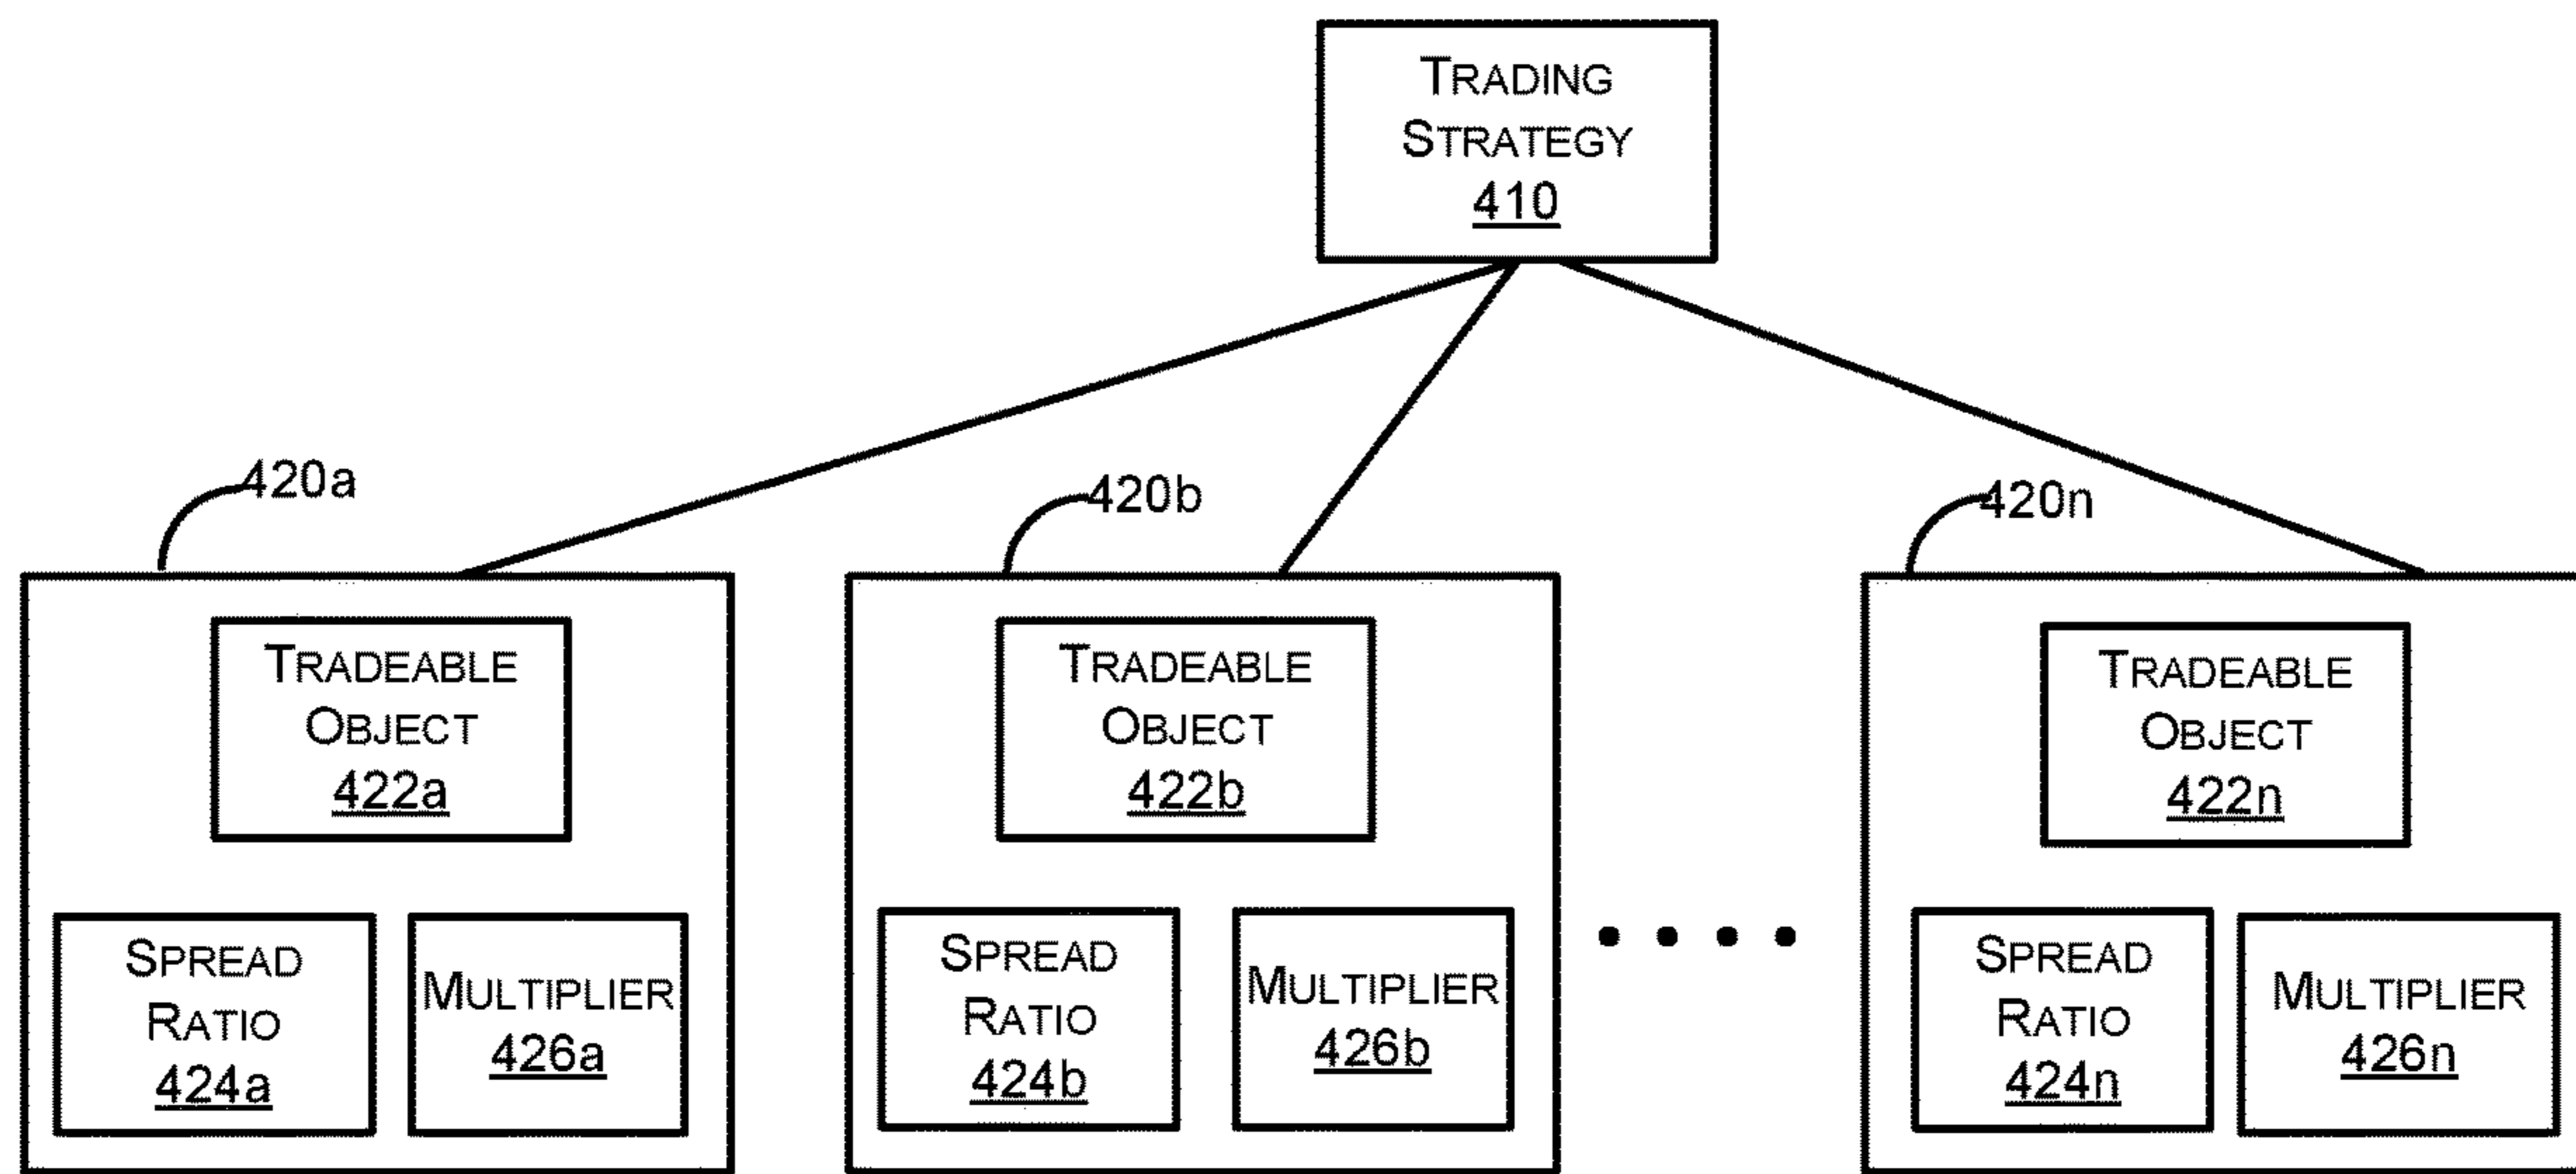 TRADING
STRATEGY
410
420a
420b
420n
TRADEABLE
OBJECT
422a
SPREAD
RATIO
424a
MULTIPLIER
426a
TRADEABLE
OBJECT
422b
SPREAD
RATIO
424b
MULTIPLIER
426b
TRADEABLE
OBJECT
422n
SPREAD
RATIO
424n
MULTIPLIER
426n